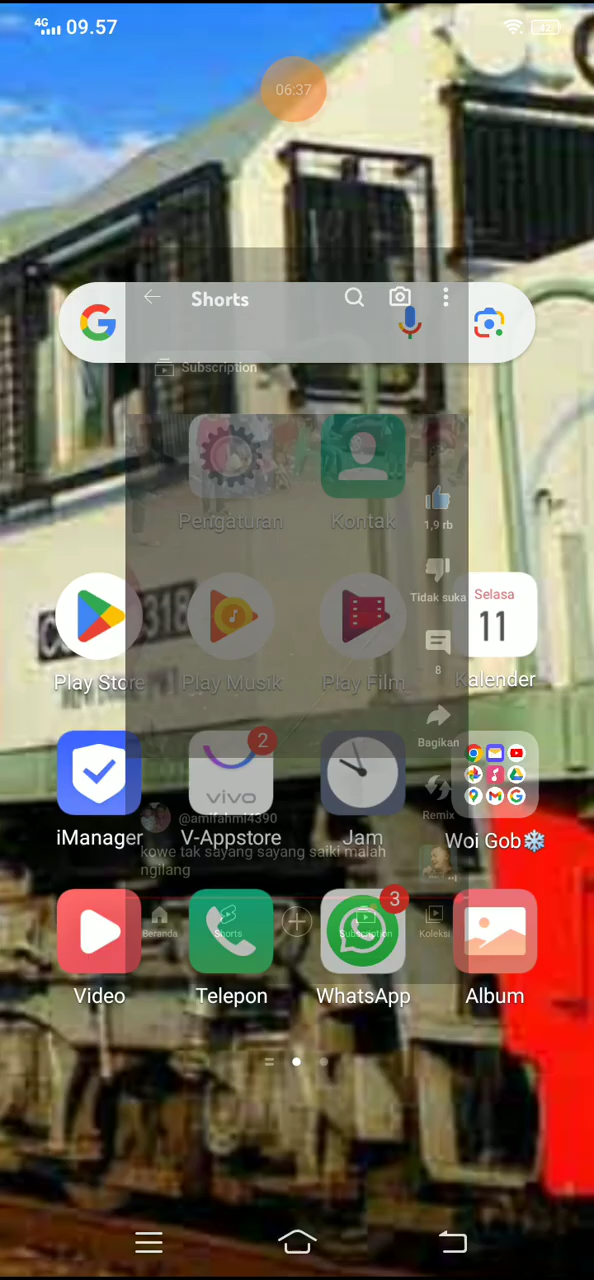 4G 09.57
42
06:37
Shorts
Subscription
Pengaturan
Kontak
1,9 rb
Tidak suka
318
Selasa
11
Play Store
Play Musik
Play Film
Kalender
8
Bagikan
2
vivo
Remix
@amifahmi4390
iManager
V-Appstore
Jam
Woi Gob❄️
kowe tak sayang sayang saiki malah
ngilang
3
Beranda
Shorts
Subscription
Koleksi
Video
Telepon
WhatsApp
Album